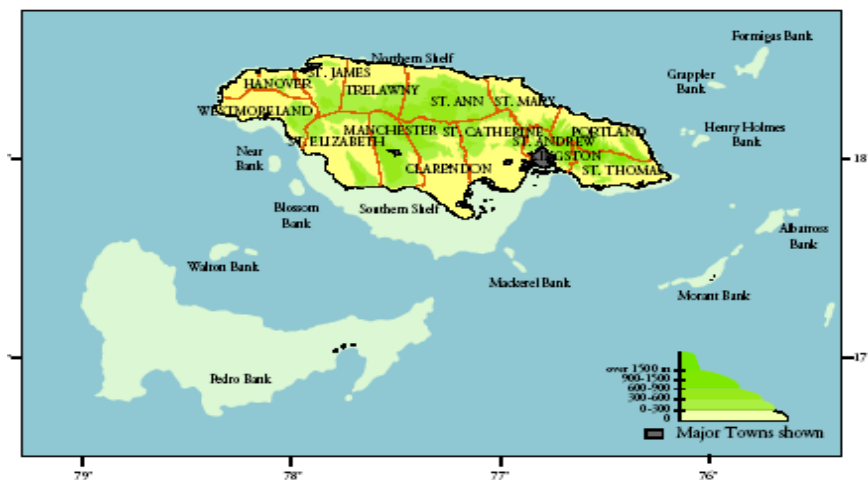 Formigas Bank
Northern Shelf
ST. JAMES
Grappler
Bank
HANOVER
TRELAWNY
ST. ANN
ST. MARY
WESTMORELAND
MANCHESTER
ST. CATHERINE
PORTLAND
Henry Holmes
Bank
ST. ELIZABETH
ST. ANDREW
KINGSTON
Near
Bank
18
CLARENDON
ST. THOMAS
Blossom
Bank
Southern Shelf
Albatross
Bank
Walton Bank
Mackerel Bank
Morant Bank
17
Pedro Bank
over 1500 m
900-1500
600-900
300-600
0-300
0
Major Towns shown
79°
78°
77°
76°